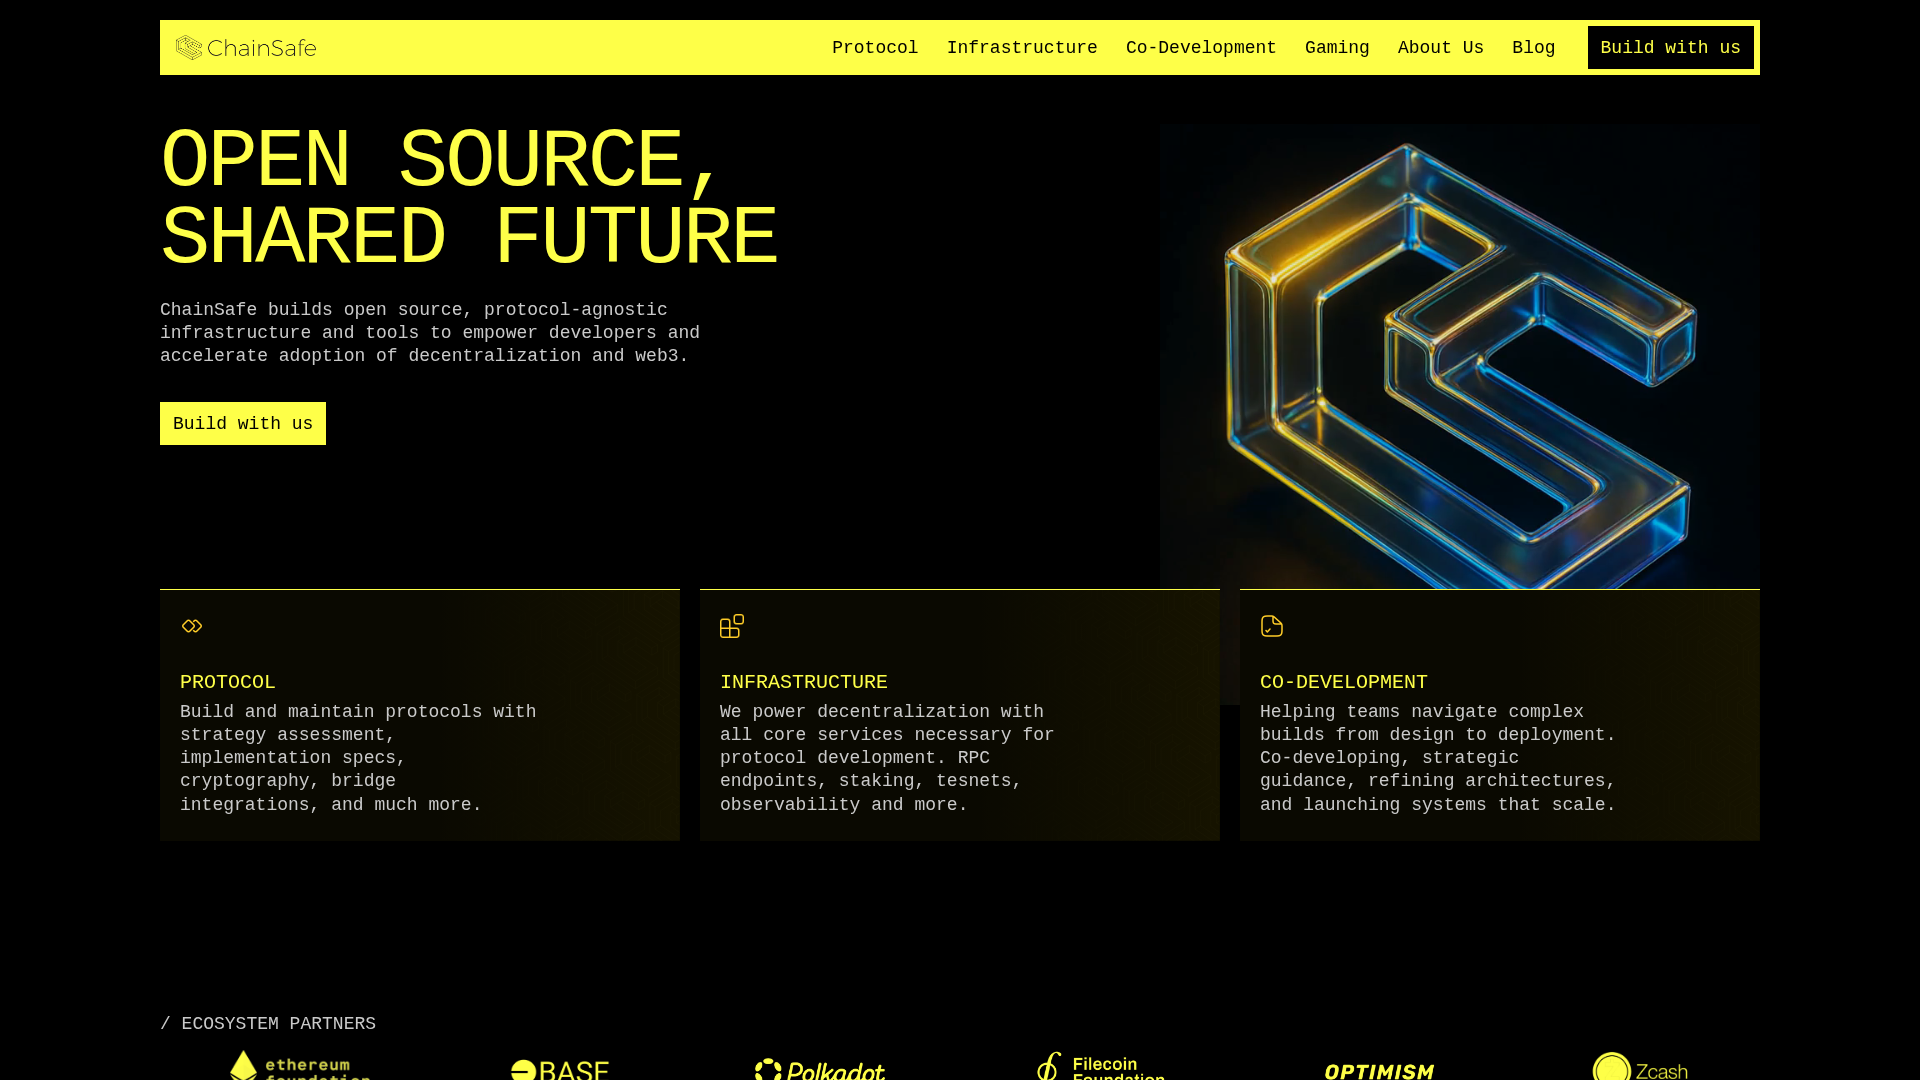 ChainSafe
Protocol Infrastructure Co-Development Gaming About Us Blog Build with us
OPEN SOURCE,
SHARED FUTURE
ChainSafe builds open source, protocol-agnostic
infrastructure and tools to empower developers and
accelerate adoption of decentralization and web3.
Build with us
PROTOCOL
Build and maintain protocols with
strategy assessment,
implementation specs,
cryptography, bridge
integrations, and much more.
INFRASTRUCTURE
We power decentralization with
all core services necessary for
protocol development. RPC
endpoints, staking, tesnets,
observability and more.
CO-DEVELOPMENT
Helping teams navigate complex
builds from design to deployment.
Co-developing, strategic
guidance, refining architectures,
and launching systems that scale.
/ ECOSYSTEM PARTNERS
ethereum
foundation
BASE
Polkadot
Filecoin
Foundation
OPTIMISM
Zcash